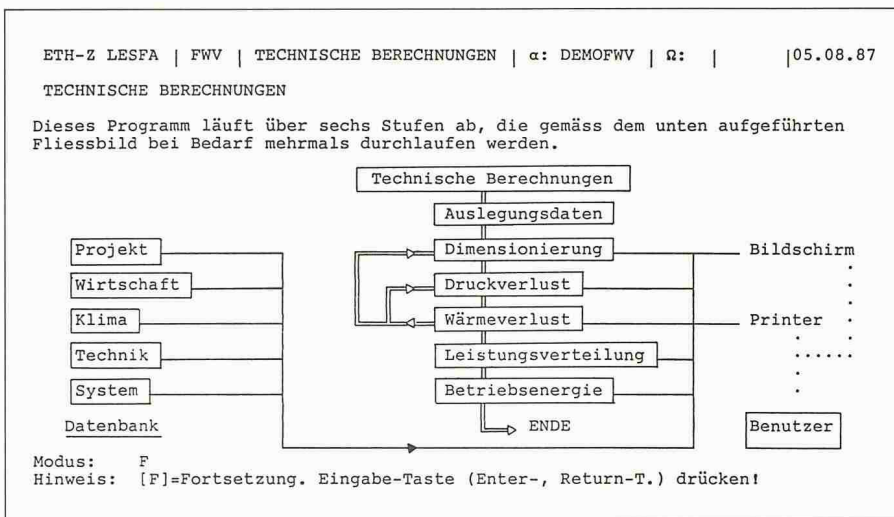 ETH-Z LESFA | FWV | TECHNISCHE BERECHNUNGEN | α: DEMOFWV | Ω: | |05.08.87
TECHNISCHE BERECHNUNGEN
Dieses Programm läuft über sechs Stufen ab, die gemäss dem unten aufgeführten
Fliessbild bei Bedarf mehrmals durchlaufen werden.
Technische Berechnungen
Auslegungsdaten
Projekt Dimensionierung Bildschirm
Wirtschaft Druckverlust
Klima Wärmeverlust Printer
Technik Leistungsverteilung
System Betriebsenergie
Datenbank ENDE Benutzer
Modus: F
Hinweis: [F]=Fortsetzung. Eingabe-Taste (Enter-, Return-T.) drücken!